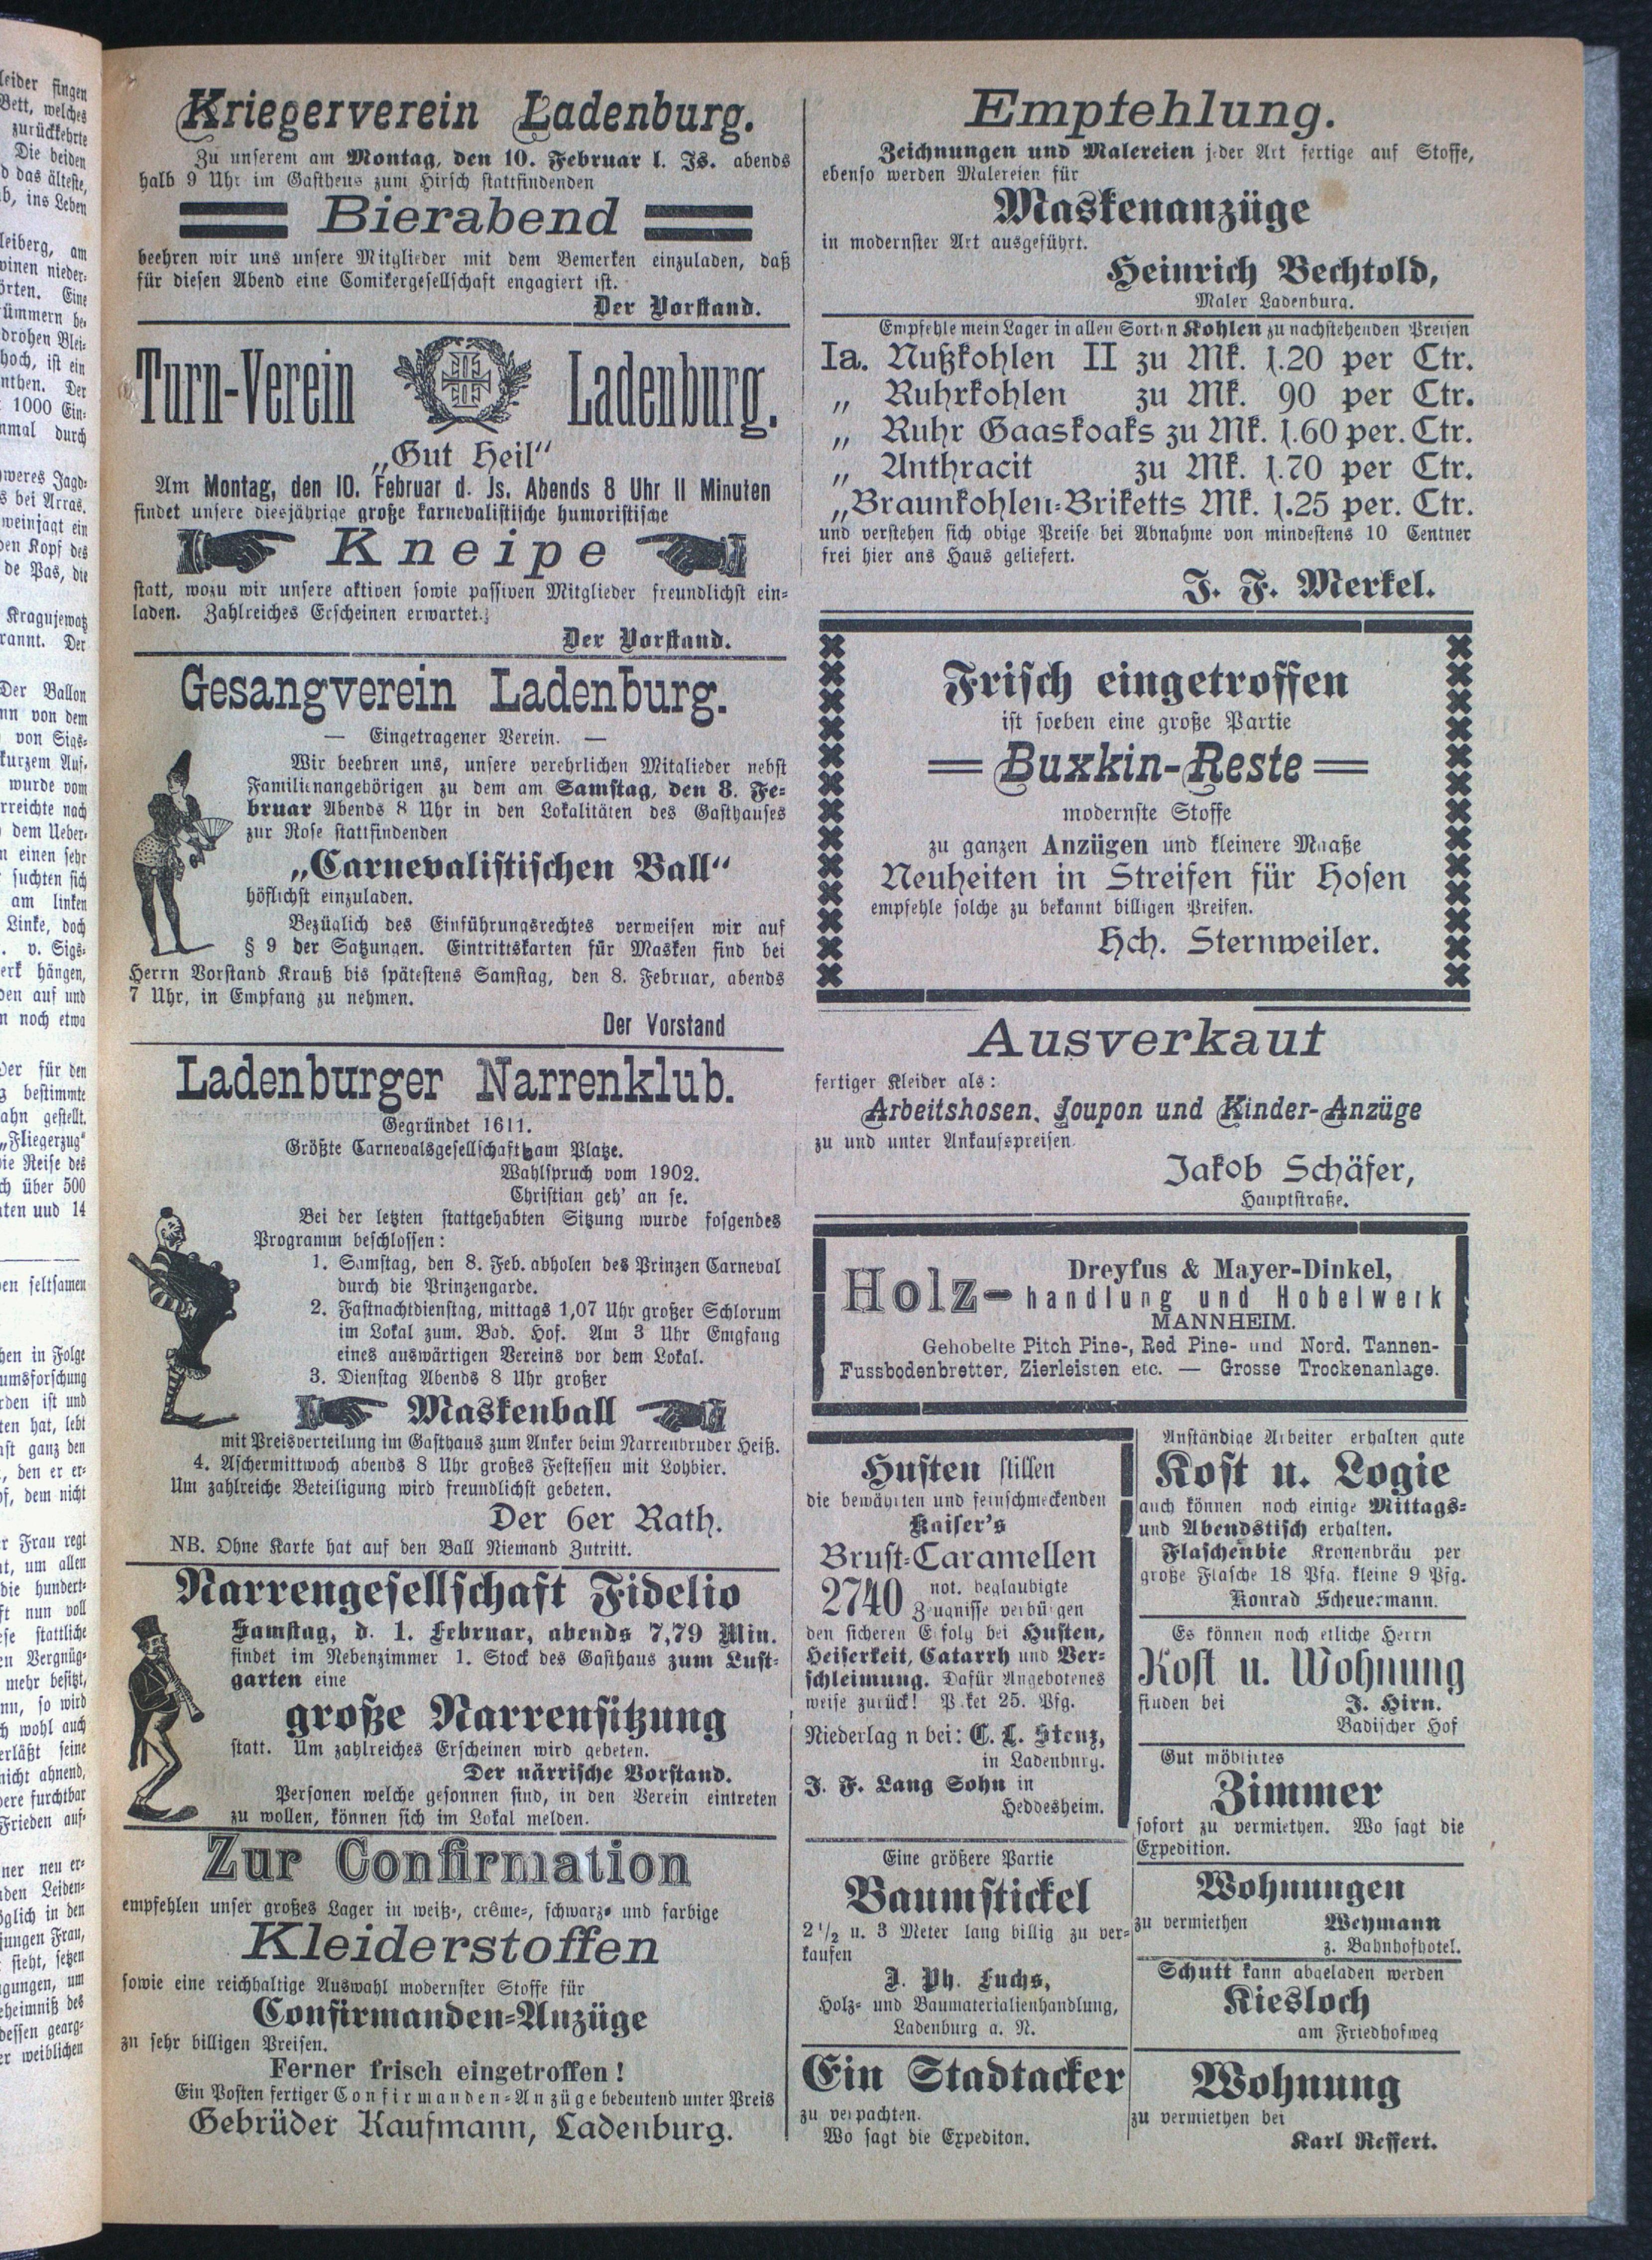 Kriegerverein Ladenburg.
Zu unserem am Montag, den 10. Februar l. Js. abends
halb 9 Uhr im Gasthaus zum Hirsch stattfindenden
Bierabend
beehren wir uns unsere Mitglieder mit dem Bemerken einzuladen, daß
für diesen Abend eine Comikergesellschaft engagiert ist.
Der Vorstand.
Turn-Verein Ladenburg.
„Gut Heil“
Am Montag, den 10. Februar d. Js. Abends 8 Uhr 11 Minuten
findet unsere diesjährige große karnevalistische humoristische
Kneipe
statt, wozu wir unsere aktiven sowie passiven Mitglieder freundlichst ein-
laden. Zahlreiches Erscheinen erwartet.
Der Vorstand.
Gesangverein Ladenburg.
— Eingetragener Verein. —
Wir beehren uns, unsere verehrlichen Mitglieder nebst
Familienangehörigen zu dem am Samstag, den 8. Fe-
bruar Abends 8 Uhr in den Lokalitäten des Gasthauses
zur Rose stattfindenden
„Carnevalistischen Ball“
höflichst einzuladen.
Bezüglich des Einführungsrechtes verweisen wir auf
§ 9 der Satzungen. Eintrittskarten für Masken sind bei
Herrn Vorstand Krauß bis spätestens Samstag, den 8. Februar, abends
7 Uhr, in Empfang zu nehmen.
Der Vorstand
Ladenburger Narrenklub.
Gegründet 1611.
Größte Carnevalsgesellschaft am Platze.
Wahlspruch vom 1902.
Christian geh' an se.
Bei der letzten stattgehabten Sitzung wurde folgendes
Programm beschlossen:
1. Samstag, den 8. Feb. abholen des Prinzen Carneval
durch die Prinzengarde.
2. Fastnachtdienstag, mittags 1,07 Uhr großer Schlorum
im Lokal zum. Bad. Hof. Am 3 Uhr Emgfang
eines auswärtigen Vereins vor dem Lokal.
3. Dienstag Abends 8 Uhr großer
Maskenball
mit Preisverteilung im Gasthaus zum Anker beim Narrenbruder Heiß.
4. Aschermittwoch abends 8 Uhr großes Festessen mit Lohbier.
Um zahlreiche Beteiligung wird freundlichst gebeten.
Der 6er Rath.
NB. Ohne Karte hat auf den Ball Niemand Zutritt.
Narrengesellschaft Fidelio
Samstag, d. 1. Februar, abends 7,79 Min.
findet im Nebenzimmer 1. Stock des Gasthaus zum Lust-
garten eine
große Narrensitzung
statt. Um zahlreiches Erscheinen wird gebeten.
Der närrische Vorstand.
Personen welche gesonnen sind, in den Verein eintreten
zu wollen, können sich im Lokal melden.
Zur Confirmation
empfehlen unser großes Lager in weiß-, crême-, schwarz- und farbige
Kleiderstoffen
sowie eine reichhaltige Auswahl modernster Stoffe für
Confirmanden-Anzüge
zu sehr billigen Preisen.
Ferner frisch eingetroffen!
Ein Posten fertiger Confirmanden-Anzüge bedeutend unter Preis
Gebrüder Kaufmann, Ladenburg.
Empfehlung.
Zeichnungen und Malereien jeder Art fertige auf Stoffe,
ebenso werden Malereien für
Maskenanzüge
in modernster Art ausgeführt.
Heinrich Bechtold,
Maler Ladenburg.
Empfehle mein Lager in allen Sorten Kohlen zu nachstehenden Preisen
Ia. Nußkohlen II zu Mk. 1.20 per Ctr.
„ Ruhrkohlen zu Mk. 90 per Ctr.
„ Ruhr Gaaskoaks zu Mk. 1.60 per. Ctr.
„ Anthracit zu Mk. 1.70 per Ctr.
„Braunkohlen-Briketts Mk. 1.25 per Ctr.
und verstehen sich obige Preise bei Abnahme von mindestens 10 Centner
frei hier ans Haus geliefert.
J. F. Merkel.
Frisch eingetroffen
ist soeben eine große Partie
Buxkin-Reste
modernste Stoffe
zu ganzen Anzügen und kleinere Maaße
Neuheiten in Streifen für Hosen
empfehle solche zu bekannt billigen Preisen.
Hch. Sternweiler.
Ausverkauf
fertiger Kleider als:
Arbeitshosen, Joupon und Kinder-Anzüge
zu und unter Ankaufspreisen.
Jakob Schäfer,
Hauptstraße.
Dreyfus & Mayer-Dinkel,
Holz-handlung und Hobelwerk
MANNHEIM.
Gehobelte Pitch Pine-, Red Pine- und Nord. Tannen-
Fussbodenbretter, Zierleisten etc. — Grosse Trockenanlage.
Husten stillen
die bewährten und feinschmeckenden
Kaiser's
Brust-Caramellen
2740 not. beglaubigte
Zeugnisse verbürgen
den sicheren Erfolg bei Husten,
Heiserkeit, Catarrh und Ver-
schleimung. Dafür Angebotenes
weise zurück! Paket 25. Pfg.
Niederlagen bei: C. L. Stenz,
in Ladenburg.
J. F. Lang Sohn in
Heddesheim.
Eine größere Partie
Baumstickel
2 1/2 u. 3 Meter lang billig zu ver-
kaufen
J. Ph. Fuchs,
Holz- und Baumaterialienhandlung,
Ladenburg a. N.
Ein Stadtacker
zu verpachten.
Wo sagt die Expediton.
Anständige Arbeiter erhalten gute
Kost u. Logie
auch können noch einige Mittags-
und Abendstisch erhalten.
Flaschenbie Kronenbräu per
große Flasche 18 Pfg. kleine 9 Pfg.
Konrad Scheuermann.
Es können noch etliche Herrn
Kost u. Wohnung
finden bei J. Hirn.
Badischer Hof
Gut möblirtes
Zimmer
sofort zu vermiethen. Wo sagt die
Expedition.
Wohnungen
zu vermiethen Weymann
z. Bahnhofhotel.
Schutt kann abgeladen werden
Kiesloch
am Friedhofweg
Wohnung
zu vermiethen bei
Karl Reffert.